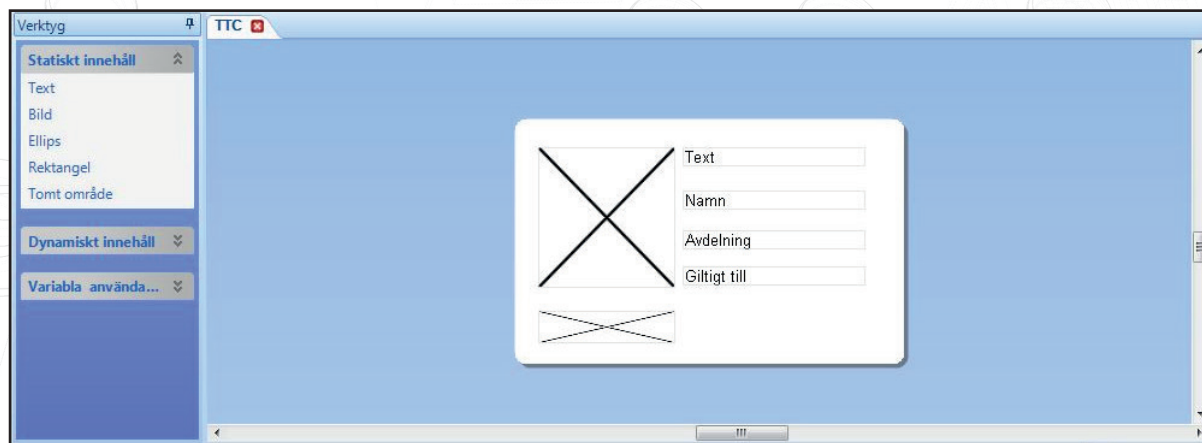 Verktyg
TTC
Statiskt innehåll
Text
Bild
Ellips
Rektangel
Tomt område
Dynamiskt innehåll
Variabla använda...
Text
Namn
Avdelning
Giltigt till